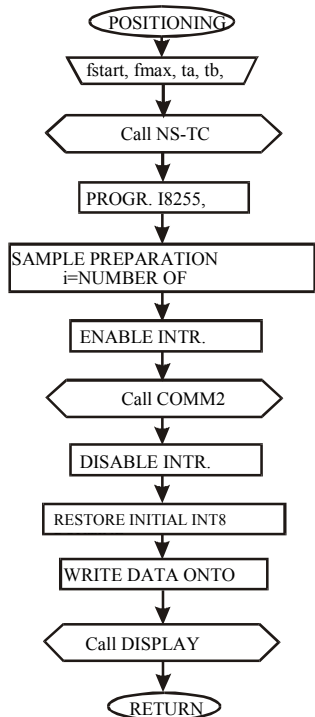 POSITIONING
fstart, fmax, ta, tb,
Call NS-TC
PROGR. I8255,
SAMPLE PREPARATION
i=NUMBER OF
ENABLE INTR.
Call COMM2
DISABLE INTR.
RESTORE INITIAL INT8
WRITE DATA ONTO
Call DISPLAY
RETURN